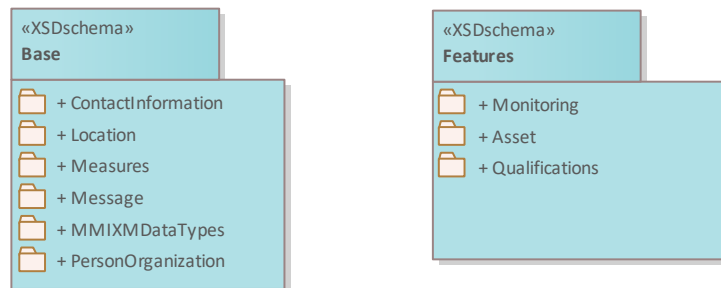 «XSDschema»
Base
+ ContactInformation
+ Location
+ Measures
+ Message
+ MMIXMDataTypes
+ PersonOrganization
«XSDschema»
Features
+ Monitoring
+ Asset
+ Qualifications